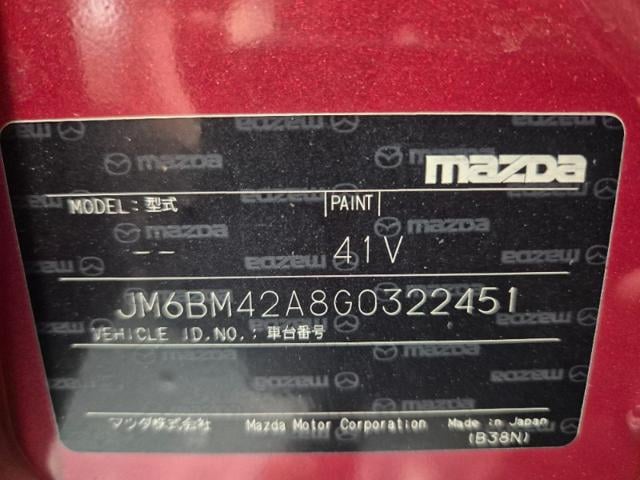 mazda
MODEL: 型式 PAINT
-- 41V
JM6BM42A8G0322451
VEHICLE ID.NO.: 車台番号
マツダ株式会社 Mazda Motor Corporation Made in Japan
(B38N)